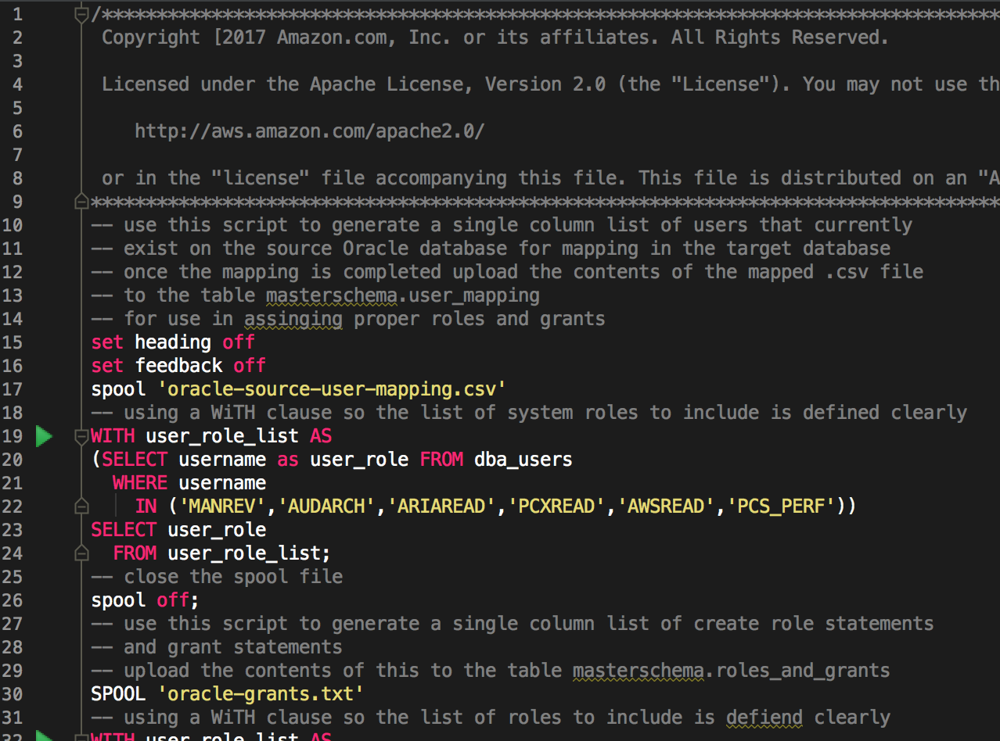 1 /***********************************************************************************
2 Copyright [2017 Amazon.com, Inc. or its affiliates. All Rights Reserved.
3
4 Licensed under the Apache License, Version 2.0 (the "License"). You may not use th
5
6 http://aws.amazon.com/apache2.0/
7
8 or in the "license" file accompanying this file. This file is distributed on an "A
9 ***********************************************************************************
10 -- use this script to generate a single column list of users that currently
11 -- exist on the source Oracle database for mapping in the target database
12 -- once the mapping is completed upload the contents of the mapped .csv file
13 -- to the table masterschema.user_mapping
14 -- for use in assinging proper roles and grants
15 set heading off
16 set feedback off
17 spool 'oracle-source-user-mapping.csv'
18 -- using a WiTH clause so the list of system roles to include is defined clearly
19 WITH user_role_list AS
20 (SELECT username as user_role FROM dba_users
21 WHERE username
22 IN ('MANREV','AUDARCH','ARIAREAD','PCXREAD','AWSREAD','PCS_PERF'))
23 SELECT user_role
24 FROM user_role_list;
25 -- close the spool file
26 spool off;
27 -- use this script to generate a single column list of create role statements
28 -- and grant statements
29 -- upload the contents of this to the table masterschema.roles_and_grants
30 SPOOL 'oracle-grants.txt'
31 -- using a WiTH clause so the list of roles to include is defiend clearly
32 WITH user_role_list AS